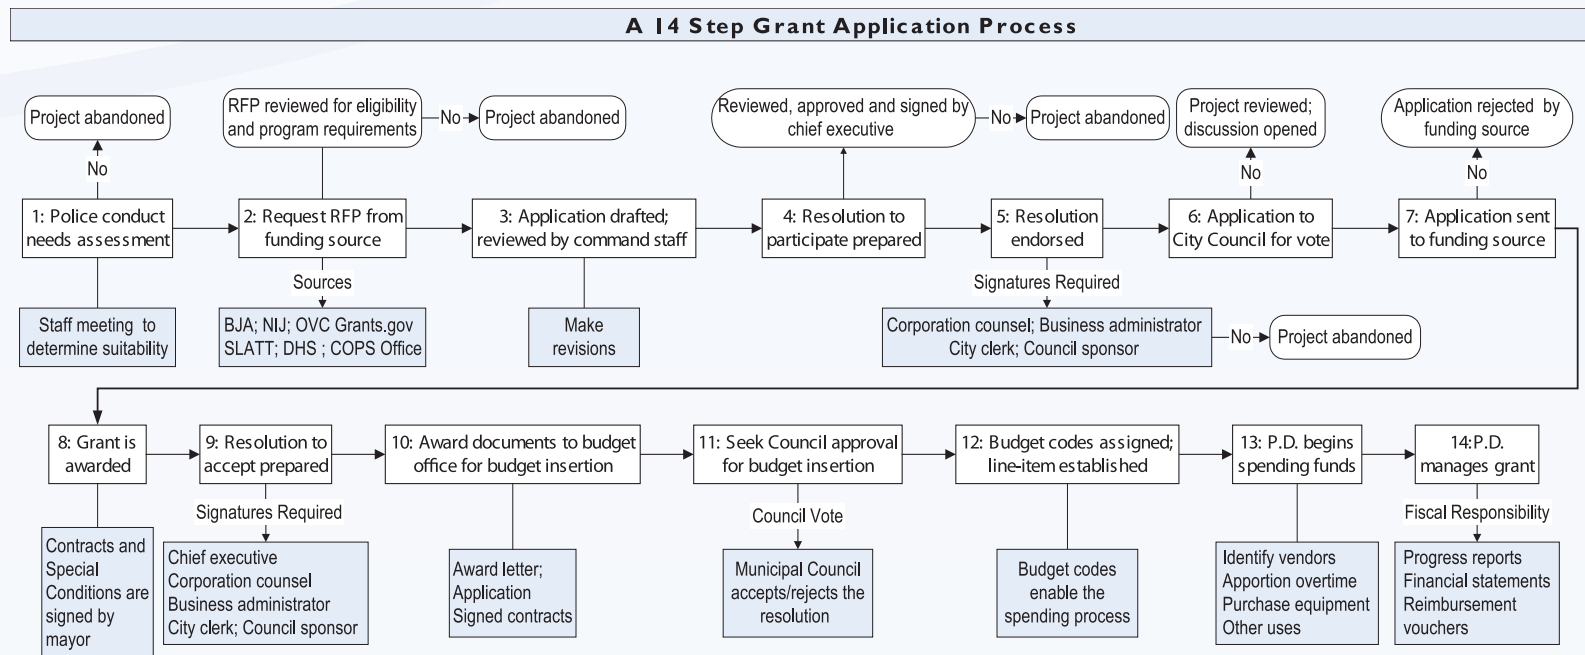 A 14 Step Grant Application Process
Project abandoned
No
1: Police conduct
needs assessment
Staff meeting to
determine suitability
RFP reviewed for eligibility
and program requirements
No
Project abandoned
2: Request RFP from
funding source
Sources
BJA; NIJ; OVC Grants.gov
SLATT; DHS ; COPS Office
3: Application drafted;
reviewed by command staff
Make
revisions
Reviewed, approved and signed by
chief executive
No
Project abandoned
4: Resolution to
participate prepared
5: Resolution
endorsed
Signatures Required
Corporation counsel; Business administrator
City clerk; Council sponsor
No
Project abandoned
Project reviewed;
discussion opened
No
6: Application to
City Council for vote
Application rejected by
funding source
No
7: Application sent
to funding source
8: Grant is
awarded
Contracts and
Special
Conditions are
signed by
mayor
9: Resolution to
accept prepared
Signatures Required
Chief executive
Corporation counsel
Business administrator
City clerk; Council sponsor
10: Award documents to budget
office for budget insertion
Award letter;
Application
Signed contracts
11: Seek Council approval
for budget insertion
Council Vote
Municipal Council
accepts/rejects the
resolution
12: Budget codes assigned;
line-item established
Budget codes
enable the
spending process
13: P.D. begins
spending funds
Identify vendors
Apportion overtime
Purchase equipment
Other uses
14:P.D.
manages grant
Fiscal Responsibility
Progress reports
Financial statements
Reimbursement
vouchers